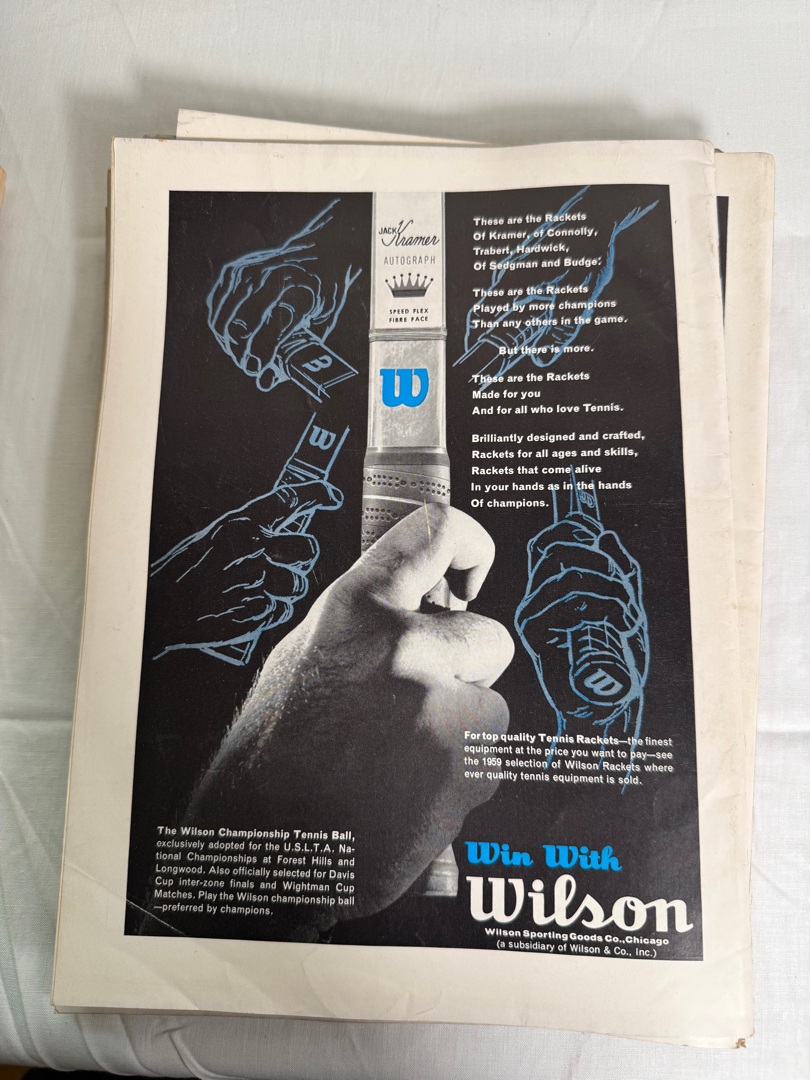 JACK Kramer
AUTOGRAPH
SPEED FLEX
FIBRE FACE
W
W
W
W
These are the Rackets
Of Kramer, of Connolly,
Trabert, Hardwick,
Of Sedgman and Budge.
These are the Rackets
Played by more champions
Than any others in the game.
But there is more.
These are the Rackets
Made for you
And for all who love Tennis.
Brilliantly designed and crafted,
Rackets for all ages and skills,
Rackets that come alive
In your hands as in the hands
Of champions.
For top quality Tennis Rackets—the finest
equipment at the price you want to pay—see
the 1959 selection of Wilson Rackets where
ever quality tennis equipment is sold.
The Wilson Championship Tennis Ball,
exclusively adopted for the U.S.L.T.A. Na-
tional Championships at Forest Hills and
Longwood. Also officially selected for Davis
Cup inter-zone finals and Wightman Cup
Matches. Play the Wilson championship ball
—preferred by champions.
Win With
Wilson
Wilson Sporting Goods Co., Chicago
(a subsidiary of Wilson & Co., Inc.)